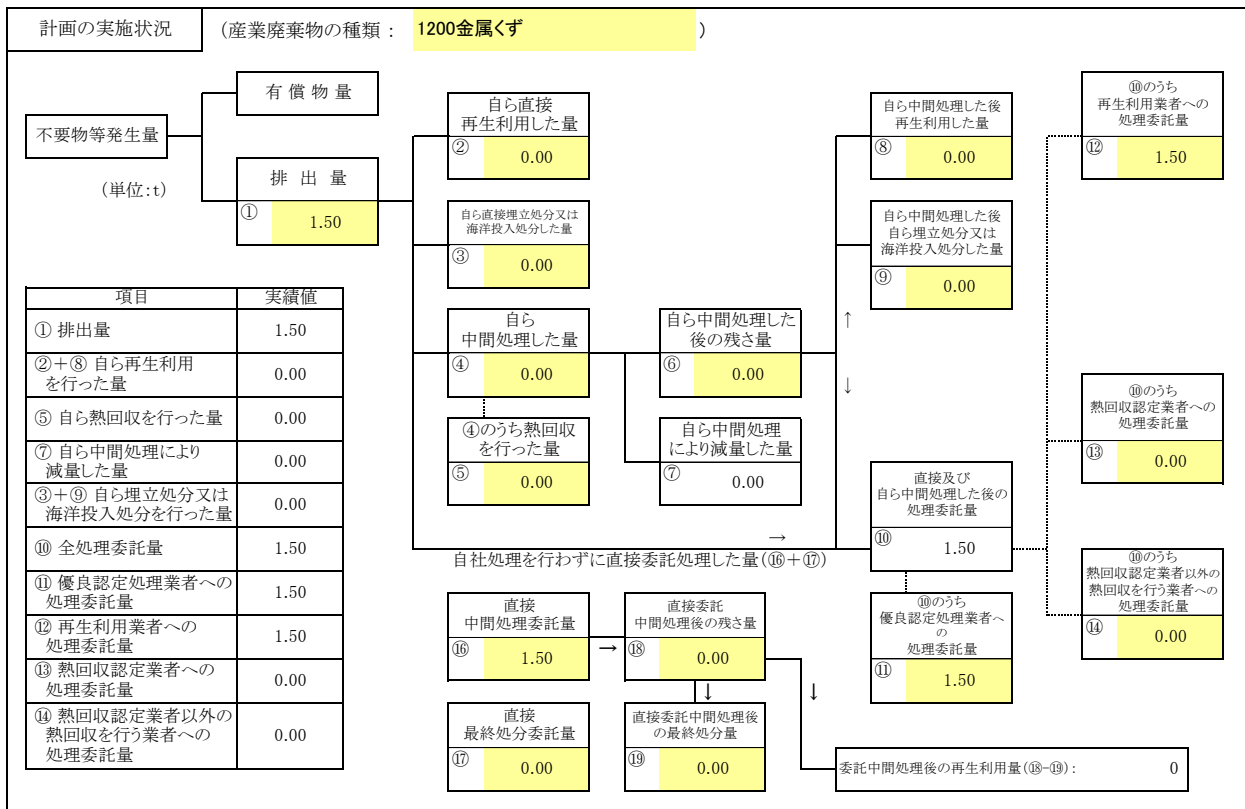 計画の実施状況
(産業廃棄物の種類 : 1200金属くず )
不要物等発生量
(単位:t)
有 償 物 量
排 出 量
① 1.50
自ら直接
再生利用した量
② 0.00
自ら直接埋立処分又は
海洋投入処分した量
③ 0.00
自ら
中間処理した量
④ 0.00
④のうち熱回収
を行った量
⑤ 0.00
自ら中間処理した
後の残さ量
⑥ 0.00
自ら中間処理
により減量した量
⑦ 0.00
自ら中間処理した後
再生利用した量
⑧ 0.00
自ら中間処理した後
自ら埋立処分又は
海洋投入処分した量
⑨ 0.00
↑
↓
直接及び
自ら中間処理した後の
処理委託量
⑩ 1.50
⑩のうち
優良認定処理業者へ
の
処理委託量
⑪ 1.50
⑩のうち
再生利用業者への
処理委託量
⑫ 1.50
⑩のうち
熱回収認定業者への
処理委託量
⑬ 0.00
⑩のうち
熱回収認定業者以外の
熱回収を行う業者への
処理委託量
⑭ 0.00
→
自社処理を行わずに直接委託処理した量(⑯+⑰)
直接
中間処理委託量
⑯ 1.50
→
直接委託
中間処理後の残さ量
⑱ 0.00
↓
↓
直接
最終処分委託量
⑰ 0.00
直接委託中間処理後
の最終処分量
⑲ 0.00
委託中間処理後の再生利用量(⑱-⑲) : 0
項目 実績値
① 排出量 1.50
②+⑧ 自ら再生利用
を行った量 0.00
⑤ 自ら熱回収を行った量 0.00
⑦ 自ら中間処理により
減量した量 0.00
③+⑨ 自ら埋立処分又は
海洋投入処分を行った量 0.00
⑩ 全処理委託量 1.50
⑪ 優良認定処理業者への
処理委託量 1.50
⑫ 再生利用業者への
処理委託量 1.50
⑬ 熱回収認定業者への
処理委託量 0.00
⑭ 熱回収認定業者以外の
熱回収を行う業者への
処理委託量 0.00